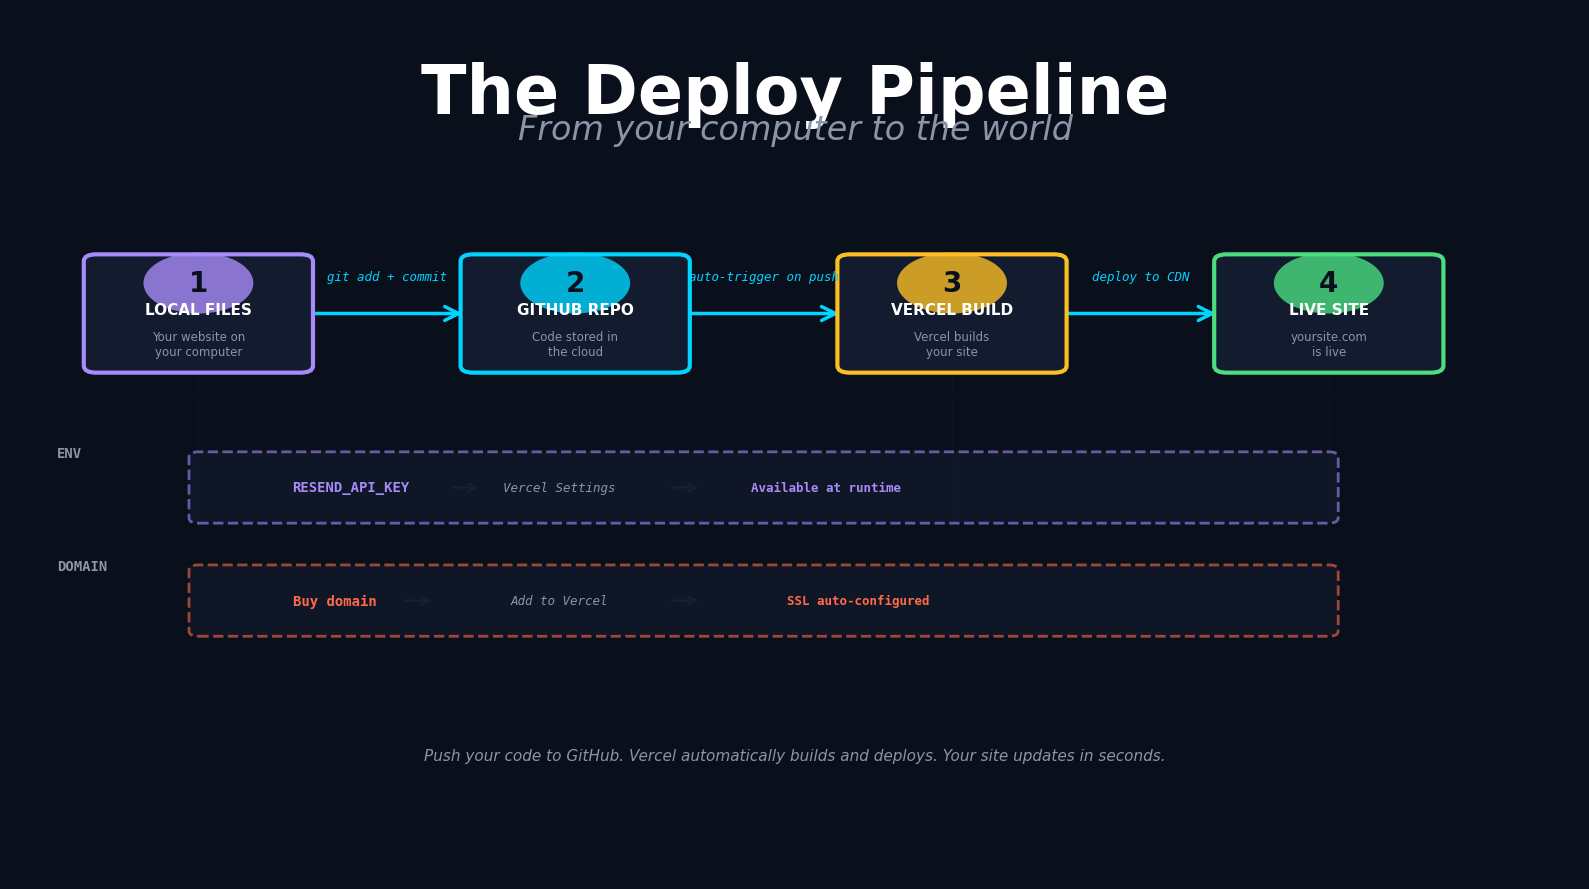 The Deploy Pipeline
From your computer to the world
1
LOCAL FILES
Your website on
your computer
git add + commit
2
GITHUB REPO
Code stored in
the cloud
auto-trigger on push
3
VERCEL BUILD
Vercel builds
your site
deploy to CDN
4
LIVE SITE
yoursite.com
is live
ENV
RESEND_API_KEY
Vercel Settings
Available at runtime
DOMAIN
Buy domain
Add to Vercel
SSL auto-configured
Push your code to GitHub. Vercel automatically builds and deploys. Your site updates in seconds.